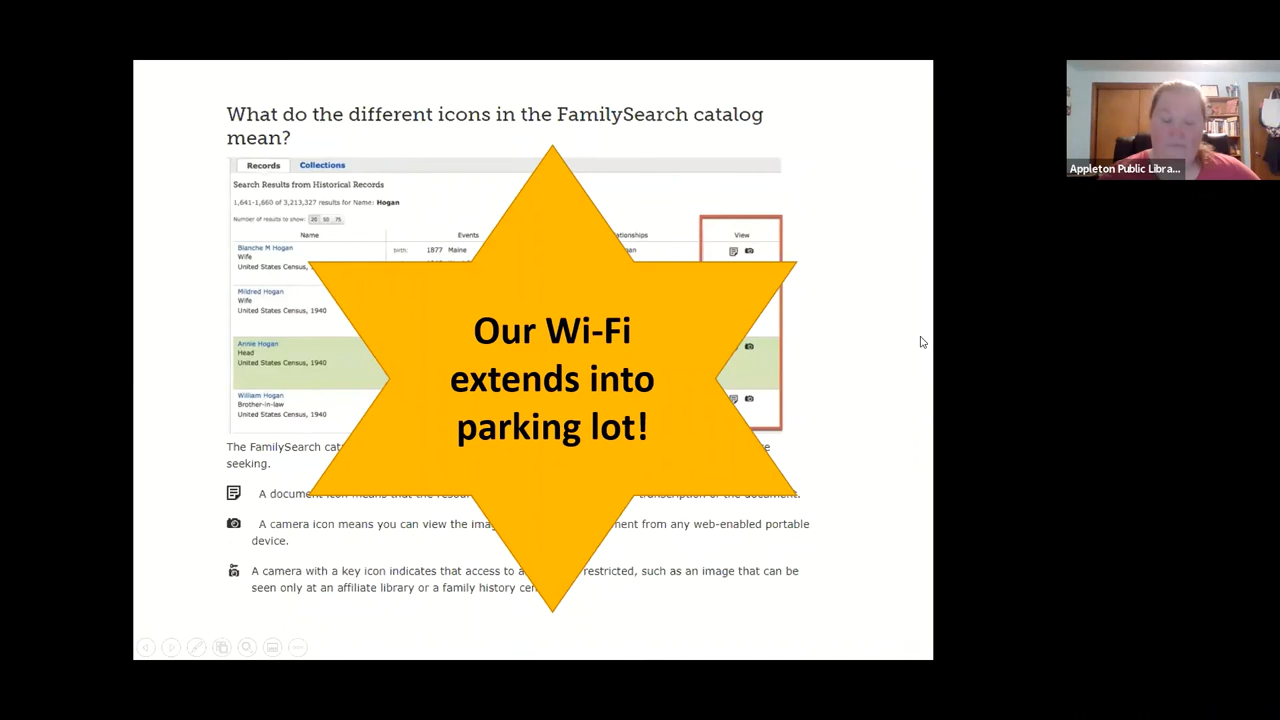 What do the different icons in the FamilySearch catalog
mean?
Records Collections
Search Results from Historical Records
1,641-1,660 of 3,213,327 results for Name: Hogan
Number of results to show: 20 50 75
Name Events View
Blanche M Hogan birth: 1877 Maine
Wife
United States Census,
Mildred Hogan
Wife
United States Census, 1940
Annie Hogan
Head
United States Census, 1940
William Hogan
Brother-in-law
United States Census, 1940
Our Wi-Fi
extends into
parking lot!
The FamilySearch
seeking.
A document icon means that the
A camera icon means you can view the from any web-enabled portable
device.
A camera with a key icon indicates that access to restricted, such as an image that can be
seen only at an affiliate library or a family history
Appleton Public Libra...